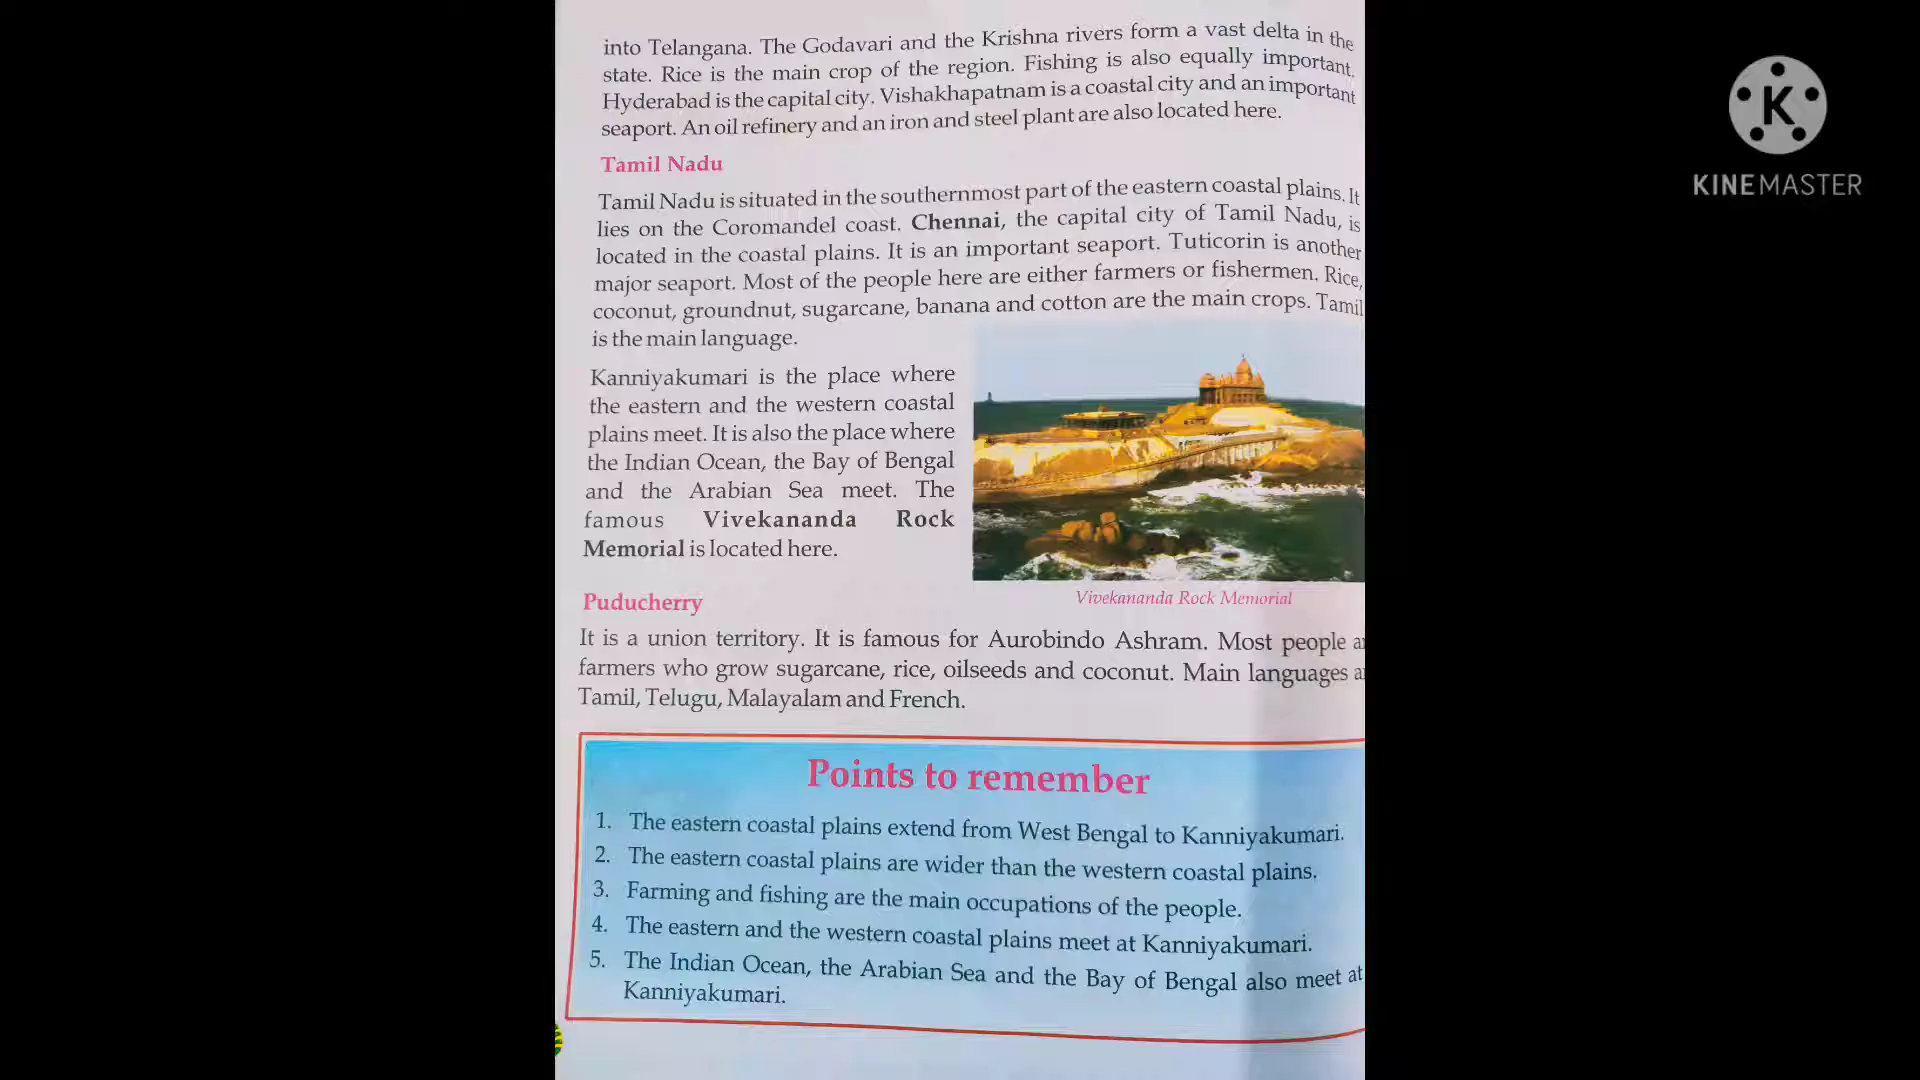 into Telangana. The Godavari and the Krishna rivers form a vast delta in the
state. Rice is the main crop of the region. Fishing is also equally important.
Hyderabad is the capital city. Vishakhapatnam is a coastal city and an important
seaport. An oil refinery and an iron and steel plant are also located here.
Tamil Nadu
Tamil Nadu is situated in the southernmost part of the eastern coastal plains. It
lies on the Coromandel coast. Chennai, the capital city of Tamil Nadu, is
located in the coastal plains. It is an important seaport. Tuticorin is another
major seaport. Most of the people here are either farmers or fishermen. Rice,
coconut, groundnut, sugarcane, banana and cotton are the main crops. Tamil
is the main language.
Kanniyakumari is the place where
the eastern and the western coastal
plains meet. It is also the place where
the Indian Ocean, the Bay of Bengal
and the Arabian Sea meet. The
famous Vivekananda Rock
Memorial is located here.
Vivekananda Rock Memorial
Puducherry
It is a union territory. It is famous for Aurobindo Ashram. Most people
farmers who grow sugarcane, rice, oilseeds and coconut. Main languages
Tamil, Telugu, Malayalam and French.
Points to remember
1. The eastern coastal plains extend from West Bengal to Kanniyakumari.
2. The eastern coastal plains are wider than the western coastal plains.
3. Farming and fishing are the main occupations of the people.
4. The eastern and the western coastal plains meet at Kanniyakumari.
5. The Indian Ocean, the Arabian Sea and the Bay of Bengal also meet at
Kanniyakumari.
K
KINEMASTER